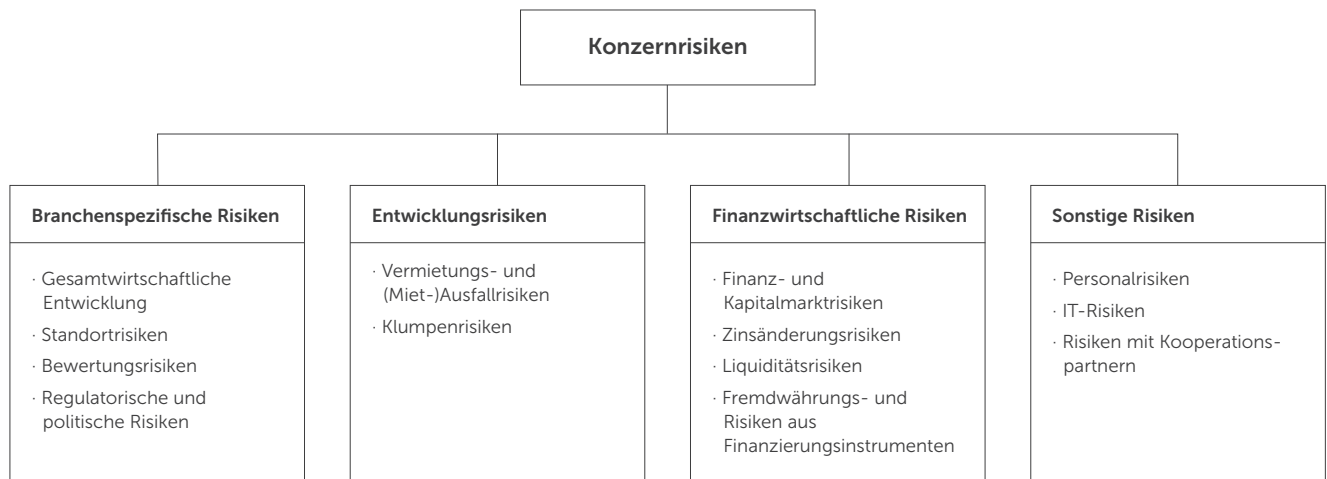 Konzernrisiken
Branchenspezifische Risiken
· Gesamtwirtschaftliche
Entwicklung
· Standortrisiken
· Bewertungsrisiken
· Regulatorische und
politische Risiken
Entwicklungsrisiken
· Vermietungs- und
(Miet-)Ausfallrisiken
· Klumpenrisiken
Finanzwirtschaftliche Risiken
· Finanz- und
Kapitalmarktrisiken
· Zinsänderungsrisiken
· Liquiditätsrisiken
· Fremdwährungs- und
Risiken aus
Finanzierungsinstrumenten
Sonstige Risiken
· Personalrisiken
· IT-Risiken
· Risiken mit Kooperations-
partnern